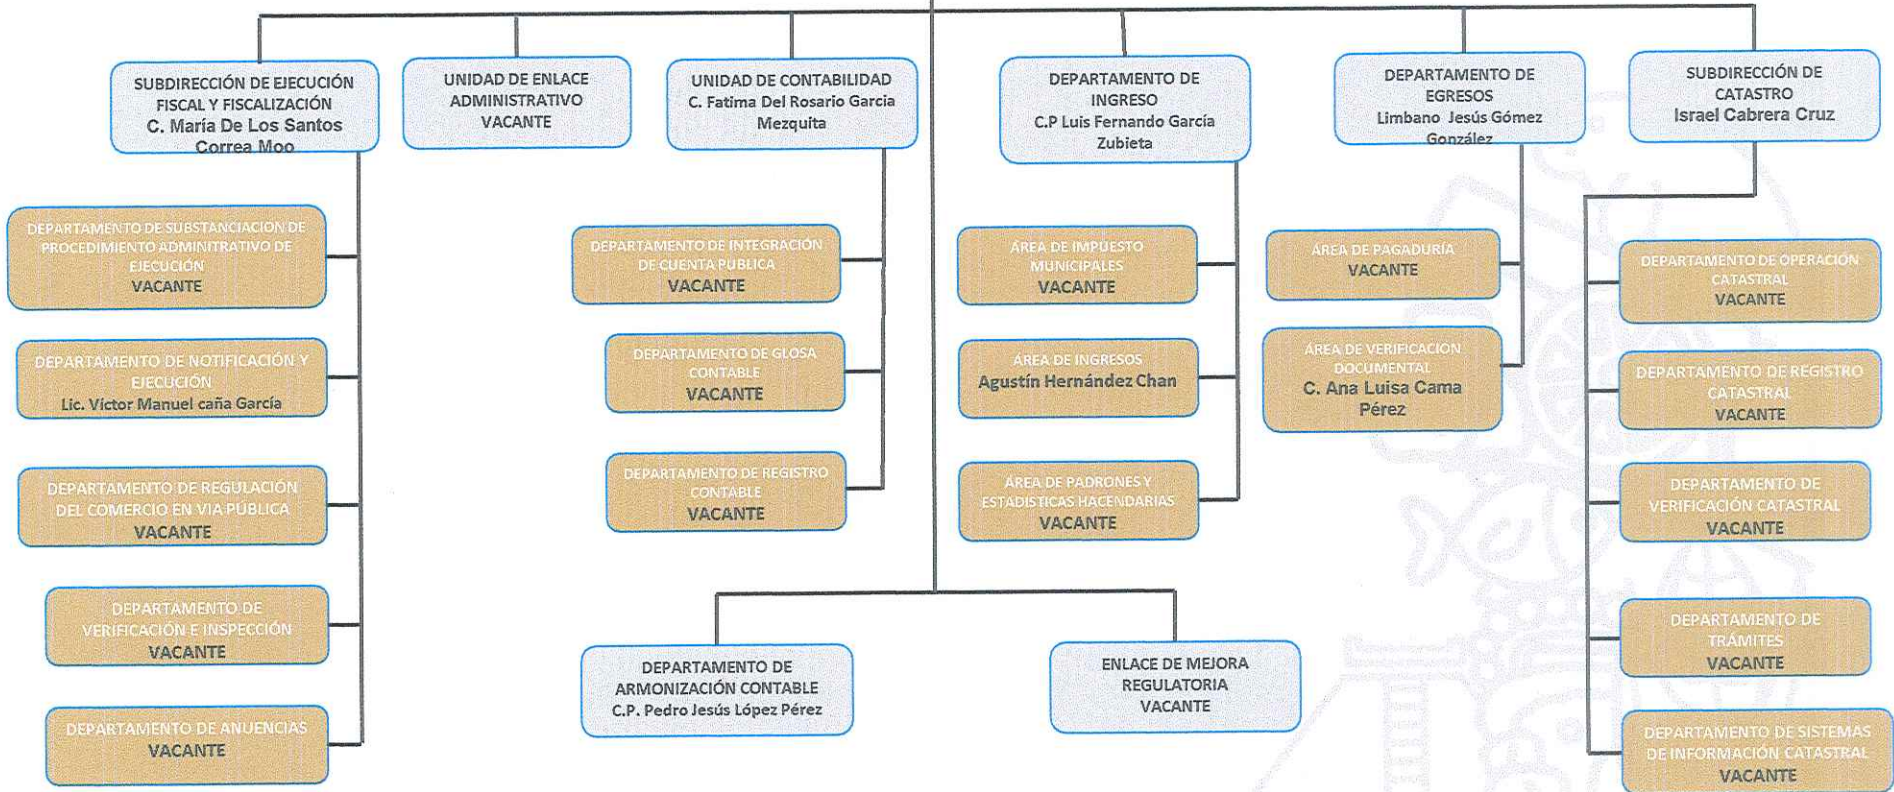 SUBDIRECCIÓN DE EJECUCIÓN
FISCAL Y FISCALIZACIÓN
C. María De Los Santos
Correa Moo
UNIDAD DE ENLACE
ADMINISTRATIVO
VACANTE
UNIDAD DE CONTABILIDAD
C. Fatima Del Rosario Garcia
Mezquita
DEPARTAMENTO DE
INGRESO
C.P Luis Fernando García
Zubieta
DEPARTAMENTO DE
EGRESOS
Limbano Jesús Gómez
González
SUBDIRECCIÓN DE
CATASTRO
Israel Cabrera Cruz
DEPARTAMENTO DE SUBSTANCIACION DE
PROCEDIMIENTO ADMINITRATIVO DE
EJECUCIÓN
VACANTE
DEPARTAMENTO DE NOTIFICACIÓN Y
EJECUCIÓN
Lic. Víctor Manuel caña García
DEPARTAMENTO DE REGULACIÓN
DEL COMERCIO EN VIA PÚBLICA
VACANTE
DEPARTAMENTO DE
VERIFICACIÓN E INSPECCIÓN
VACANTE
DEPARTAMENTO DE ANUENCIAS
VACANTE
DEPARTAMENTO DE INTEGRACIÓN
DE CUENTA PUBLICA
VACANTE
DEPARTAMENTO DE GLOSA
CONTABLE
VACANTE
DEPARTAMENTO DE REGISTRO
CONTABLE
VACANTE
ÁREA DE IMPUESTO
MUNICIPALES
VACANTE
ÁREA DE INGRESOS
Agustín Hernández Chan
ÁREA DE PADRONES Y
ESTADISTICAS HACENDARIAS
VACANTE
ÁREA DE PAGADURÍA
VACANTE
ÁREA DE VERIFICACION
DOCUMENTAL
C. Ana Luisa Cama
Pérez
DEPARTAMENTO DE OPERACIÓN
CATASTRAL
VACANTE
DEPARTAMENTO DE REGISTRO
CATASTRAL
VACANTE
DEPARTAMENTO DE
VERIFICACIÓN CATASTRAL
VACANTE
DEPARTAMENTO DE
TRÁMITES
VACANTE
DEPARTAMENTO DE SISTEMAS
DE INFORMACIÓN CATASTRAL
VACANTE
DEPARTAMENTO DE
ARMONIZACIÓN CONTABLE
C.P. Pedro Jesús López Pérez
ENLACE DE MEJORA
REGULATORIA
VACANTE